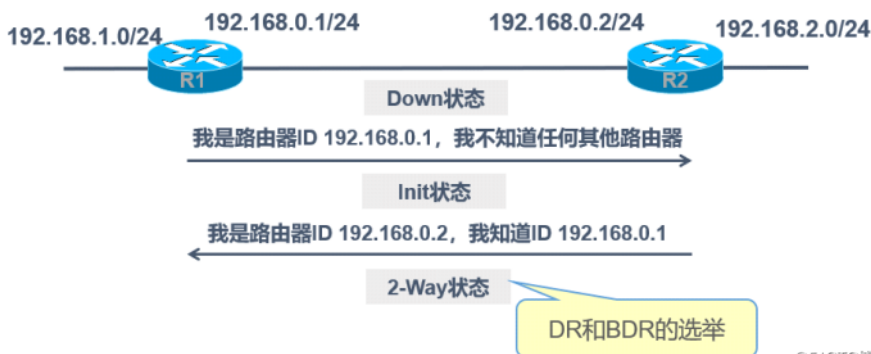 192.168.1.0/24 192.168.0.1/24 192.168.0.2/24 192.168.2.0/24
R1 R2
Down状态
我是路由器ID 192.168.0.1，我不知道任何其他路由器
Init状态
我是路由器ID 192.168.0.2，我知道ID 192.168.0.1
2-Way状态
DR和BDR的选举